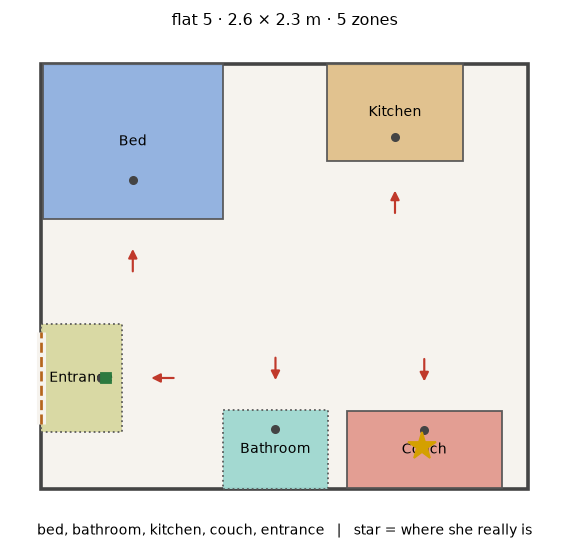 flat 5 · 2.6 × 2.3 m · 5 zones
Kitchen
Bed
Entrance
Bathroom
Couch
bed, bathroom, kitchen, couch, entrance | star = where she really is